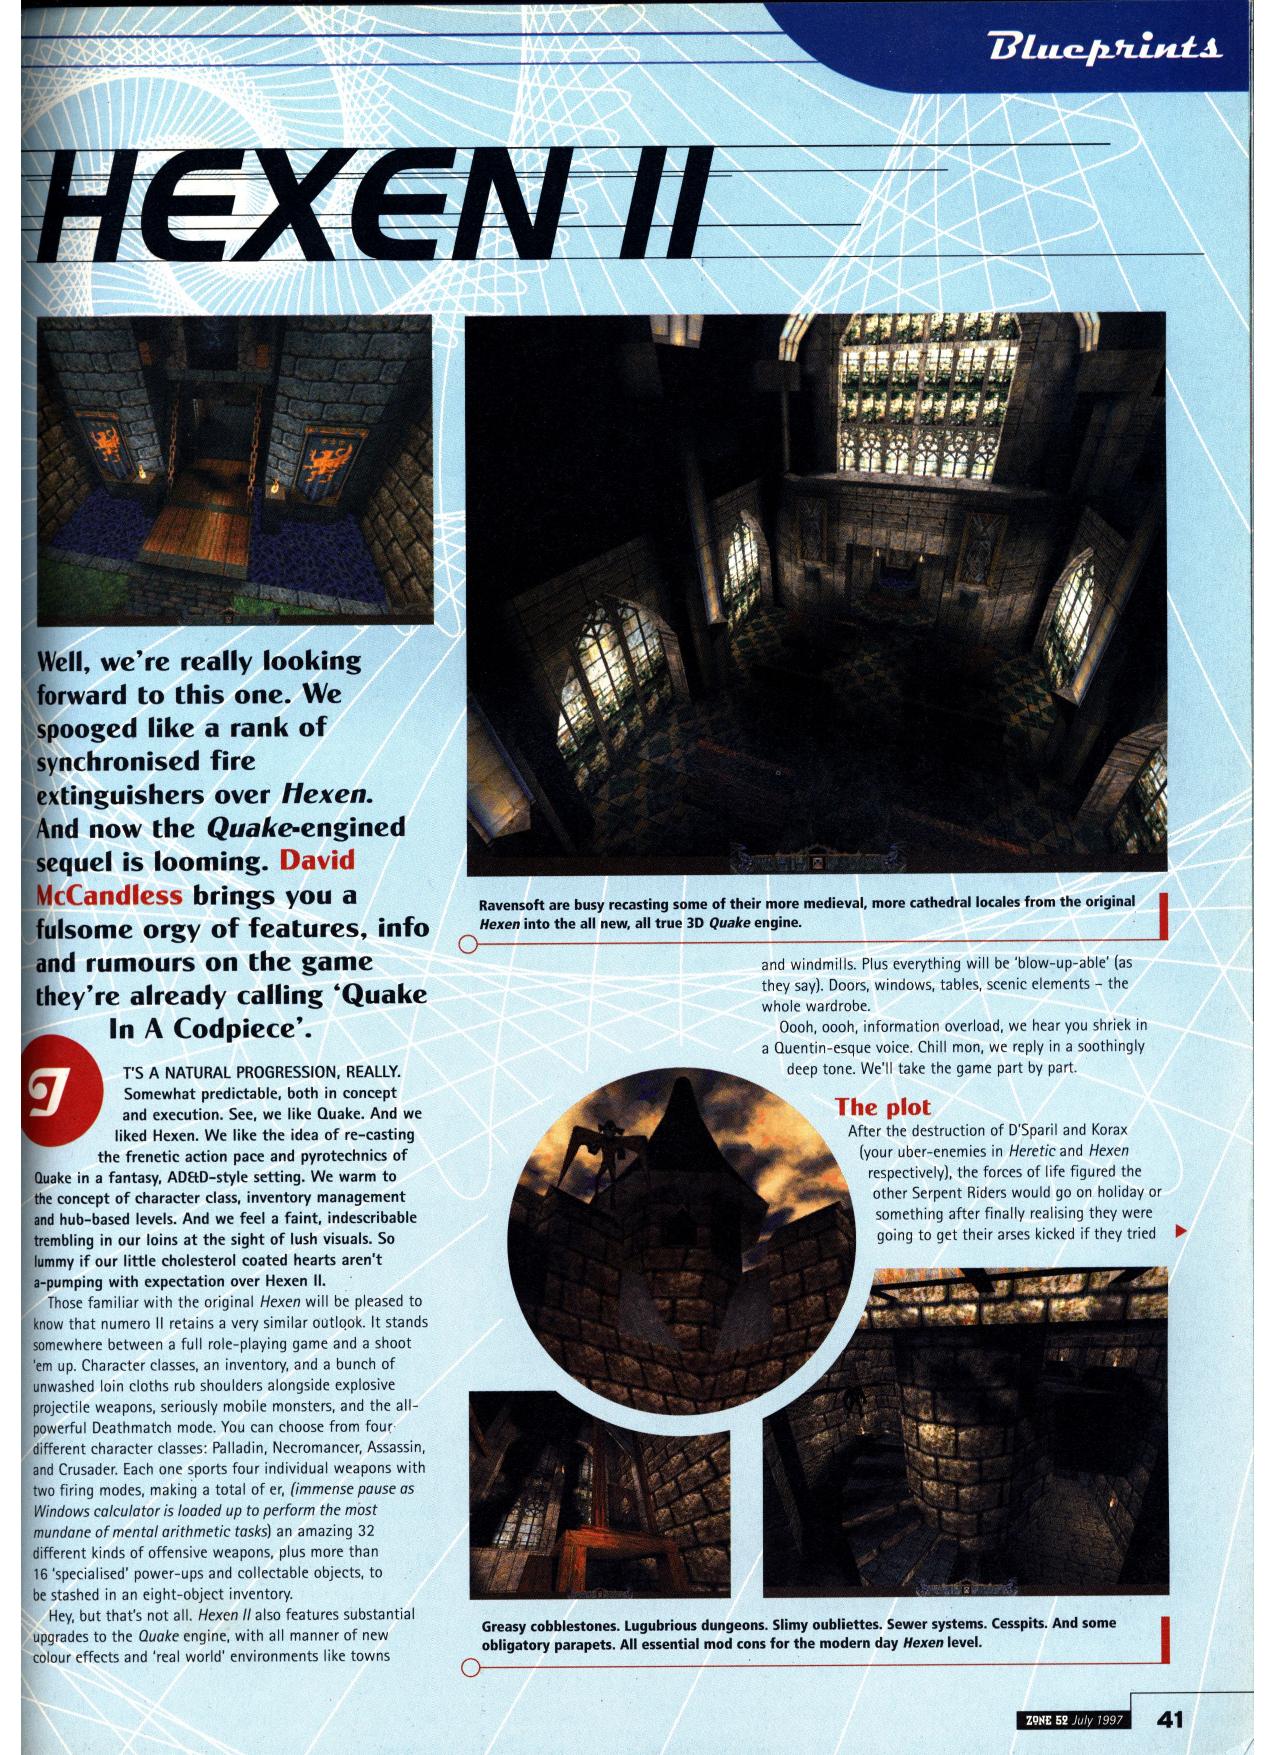 Blueprints
HEXEN II
Well, we're really looking
forward to this one. We
spooged like a rank of
synchronised fire
extinguishers over Hexen.
And now the Quake-engined
sequel is looming. David
McCandless brings you a
fulsome orgy of features, info
and rumours on the game
they're already calling 'Quake
In A Codpiece'.
I
T'S A NATURAL PROGRESSION, REALLY.
Somewhat predictable, both in concept
and execution. See, we like Quake. And we
liked Hexen. We like the idea of re-casting
the frenetic action pace and pyrotechnics of
Quake in a fantasy, AD&D-style setting. We warm to
the concept of character class, inventory management
and hub-based levels. And we feel a faint, indescribable
trembling in our loins at the sight of lush visuals. So
lummy if our little cholesterol coated hearts aren't
a-pumping with expectation over Hexen II.
Those familiar with the original Hexen will be pleased to
know that numero II retains a very similar outlook. It stands
somewhere between a full role-playing game and a shoot
'em up. Character classes, an inventory, and a bunch of
unwashed loin cloths rub shoulders alongside explosive
projectile weapons, seriously mobile monsters, and the all-
powerful Deathmatch mode. You can choose from four
different character classes: Palladin, Necromancer, Assassin,
and Crusader. Each one sports four individual weapons with
two firing modes, making a total of er, (immense pause as
Windows calculator is loaded up to perform the most
mundane of mental arithmetic tasks) an amazing 32
different kinds of offensive weapons, plus more than
16 'specialised' power-ups and collectable objects, to
be stashed in an eight-object inventory.
Hey, but that's not all. Hexen II also features substantial
upgrades to the Quake engine, with all manner of new
colour effects and 'real world' environments like towns
Ravensoft are busy recasting some of their more medieval, more cathedral locales from the original
Hexen into the all new, all true 3D Quake engine.
and windmills. Plus everything will be 'blow-up-able' (as
they say). Doors, windows, tables, scenic elements – the
whole wardrobe.
Oooh, oooh, information overload, we hear you shriek in
a Quentin-esque voice. Chill mon, we reply in a soothingly
deep tone. We'll take the game part by part.
The plot
After the destruction of D'Sparil and Korax
(your uber-enemies in Heretic and Hexen
respectively), the forces of life figured the
other Serpent Riders would go on holiday or
something after finally realising they were
going to get their arses kicked if they tried
Greasy cobblestones. Lugubrious dungeons. Slimy oubliettes. Sewer systems. Cesspits. And some
obligatory parapets. All essential mod cons for the modern day Hexen level.
ZONE 52 July 1997
41